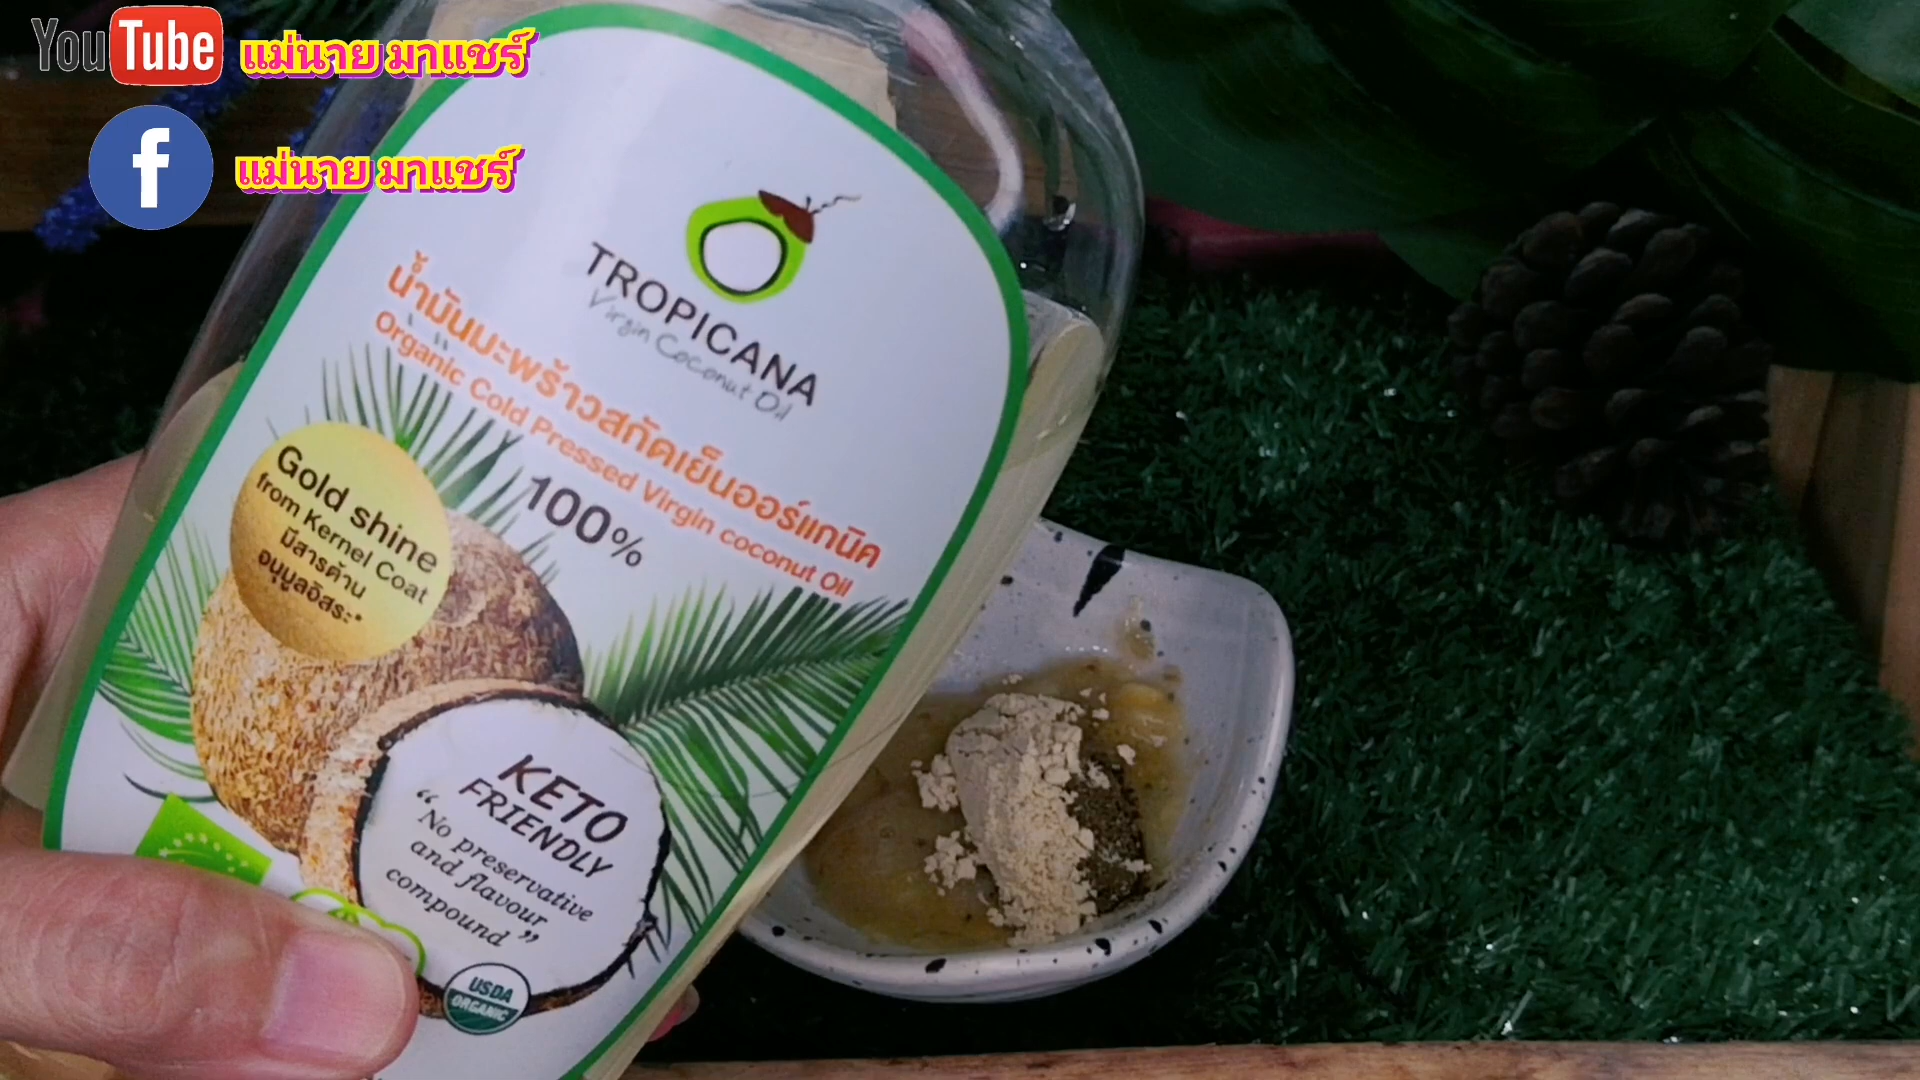 YouTube แม่นาย มาแชร์
f แม่นาย มาแชร์
TROPICANA
Virgin Coconut Oil
น้ำมันมะพร้าวสกัดเย็นออร์แกนิค
Organic Cold Pressed Virgin coconut Oil
100%
Gold shine
from Kernel Coat
มีสารต้าน
อนุมูลอิสระ*
KETO
FRIENDLY
“No preservative
and flavour
compound”
USDA
ORGANIC